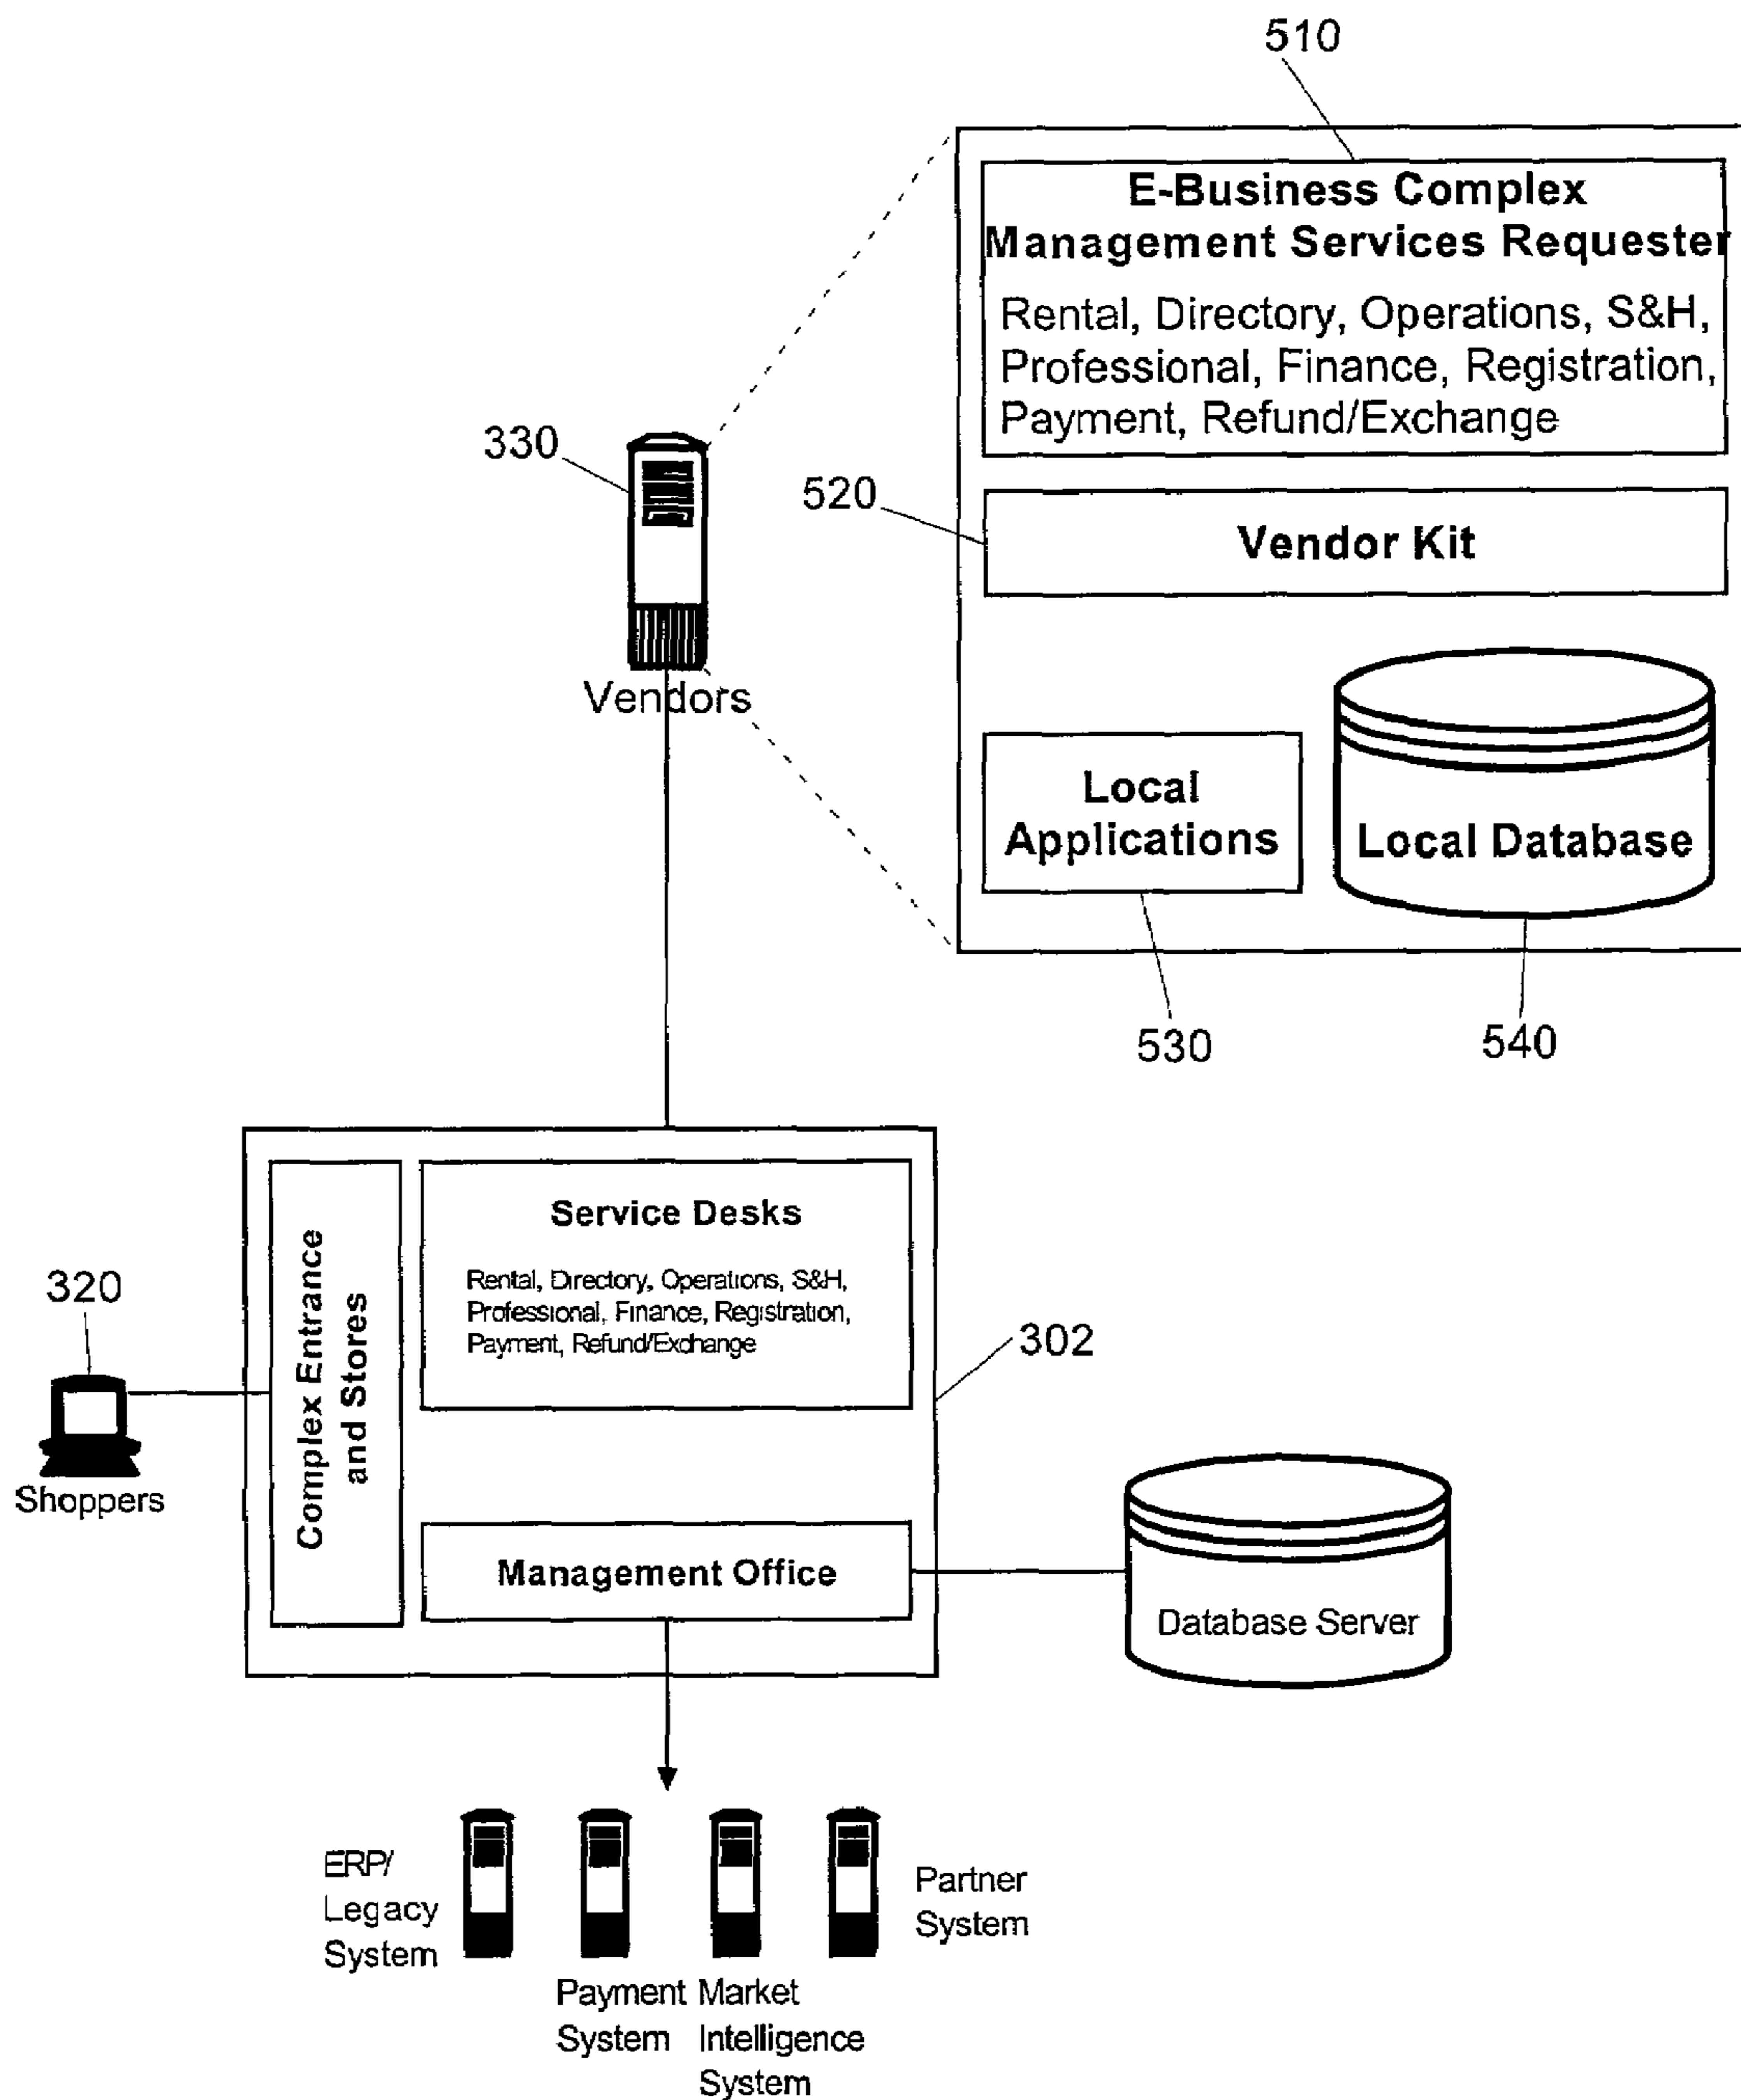 510
E-Business Complex
Management Services Requester
Rental, Directory, Operations, S&H,
Professional, Finance, Registration,
Payment, Refund/Exchange
330
520
Vendor Kit
Vendors
Local
Applications
Local Database
530
540
Complex Entrance
and Stores
Service Desks
Rental, Directory, Operations, S&H,
Professional, Finance, Registration,
Payment, Refund/Exchange
320
302
Shoppers
Management Office
Database Server
ERP/
Legacy
System
Partner
System
Payment
System
Market
Intelligence
System